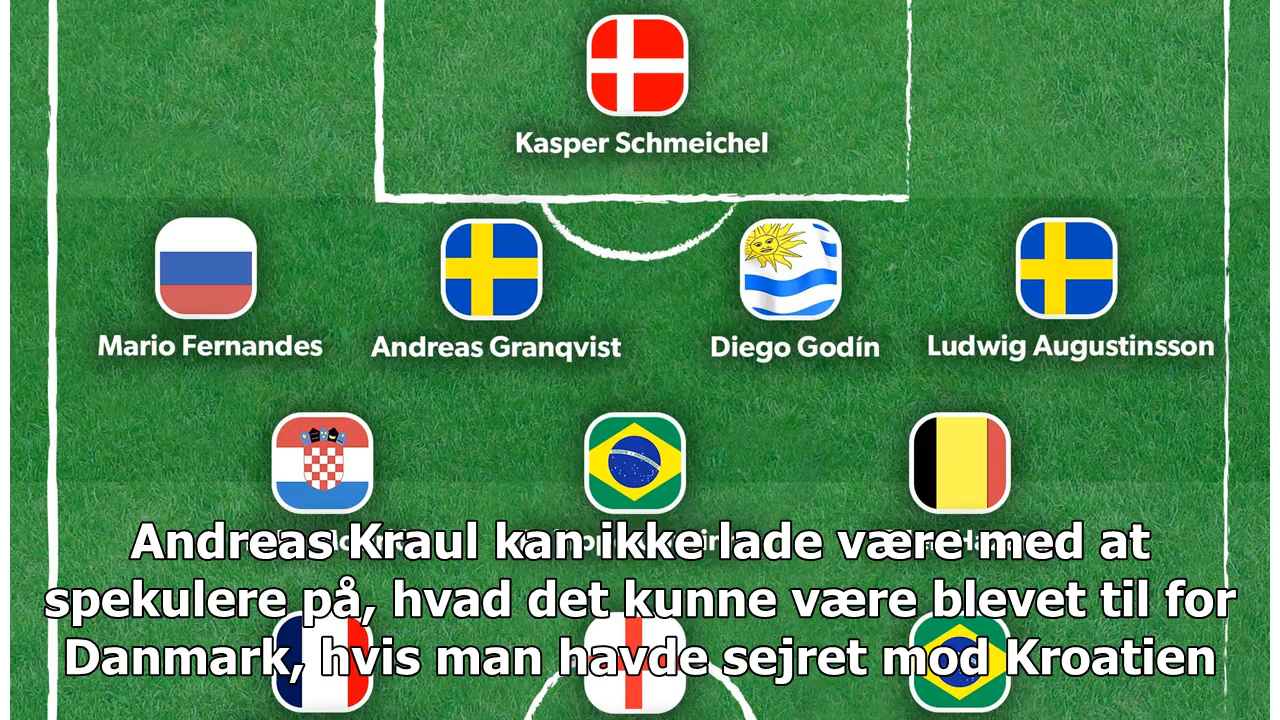 Kasper Schmeichel
Mario Fernandes
Andreas Granqvist
Diego Godín
Ludwig Augustinsson
Andreas Kraul kan ikke lade være med at
spekulere på, hvad det kunne være blevet til for
Danmark, hvis man havde sejret mod Kroatien